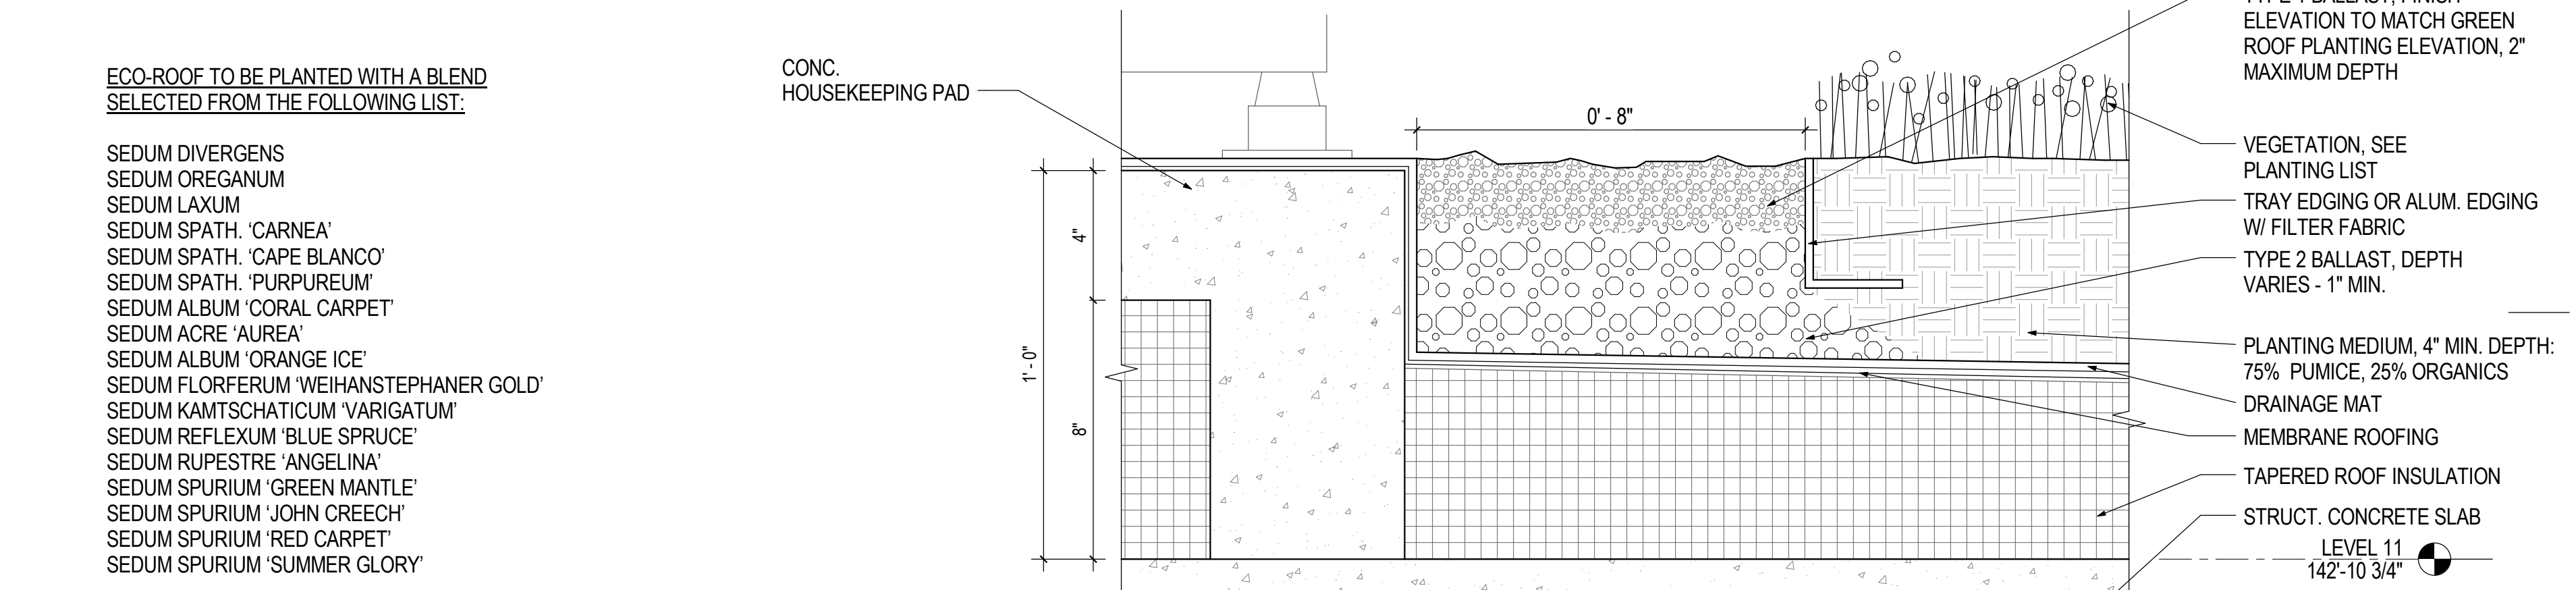 ECO-ROOF TO BE PLANTED WITH A BLEND
SELECTED FROM THE FOLLOWING LIST:
SEDUM DIVERGENS
SEDUM OREGANUM
SEDUM LAXUM
SEDUM SPATH. ‘CARNEA’
SEDUM SPATH. ‘CAPE BLANCO’
SEDUM SPATH. ‘PURPUREUM’
SEDUM ALBUM ‘CORAL CARPET’
SEDUM ACRE ‘AUREA’
SEDUM ALBUM ‘ORANGE ICE’
SEDUM FLORFERUM ‘WEIHANSTEPHANER GOLD’
SEDUM KAMTSCHATICUM ‘VARIGATUM’
SEDUM REFLEXUM ‘BLUE SPRUCE’
SEDUM RUPESTRE ‘ANGELINA’
SEDUM SPURIUM ‘GREEN MANTLE’
SEDUM SPURIUM ‘JOHN CREECH’
SEDUM SPURIUM ‘RED CARPET’
SEDUM SPURIUM ‘SUMMER GLORY’
CONC.
HOUSEKEEPING PAD
0' - 8"
4"
1' - 0"
8"
ELEVATION TO MATCH GREEN
ROOF PLANTING ELEVATION, 2"
MAXIMUM DEPTH
VEGETATION, SEE
PLANTING LIST
TRAY EDGING OR ALUM. EDGING
W/ FILTER FABRIC
TYPE 2 BALLAST, DEPTH
VARIES - 1" MIN.
PLANTING MEDIUM, 4" MIN. DEPTH:
75% PUMICE, 25% ORGANICS
DRAINAGE MAT
MEMBRANE ROOFING
TAPERED ROOF INSULATION
STRUCT. CONCRETE SLAB
LEVEL 11
142'-10 3/4"